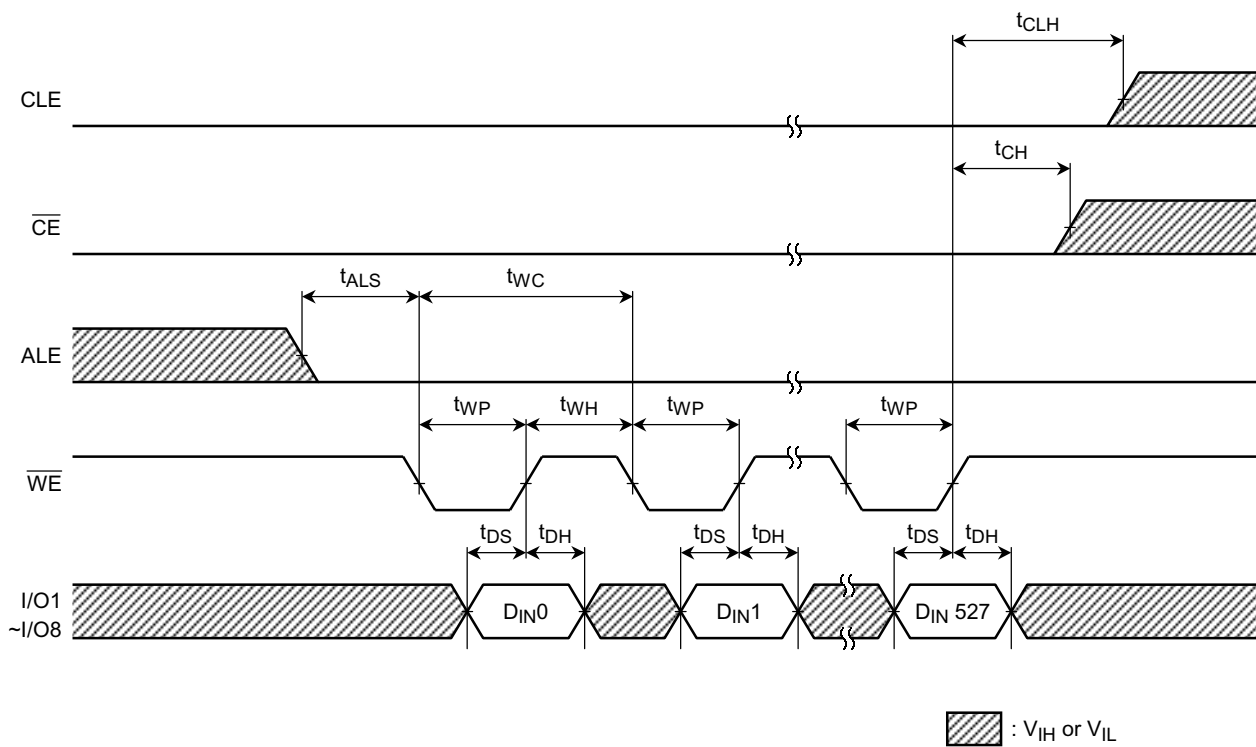 tCLH
CLE
tCH
CE
tALS
tWC
ALE
tWP
tWH
tWP
tWP
WE
tDS
tDH
tDS
tDH
tDS
tDH
I/O1
~I/O8
DIN0
DIN1
DIN 527
: VIH or VIL